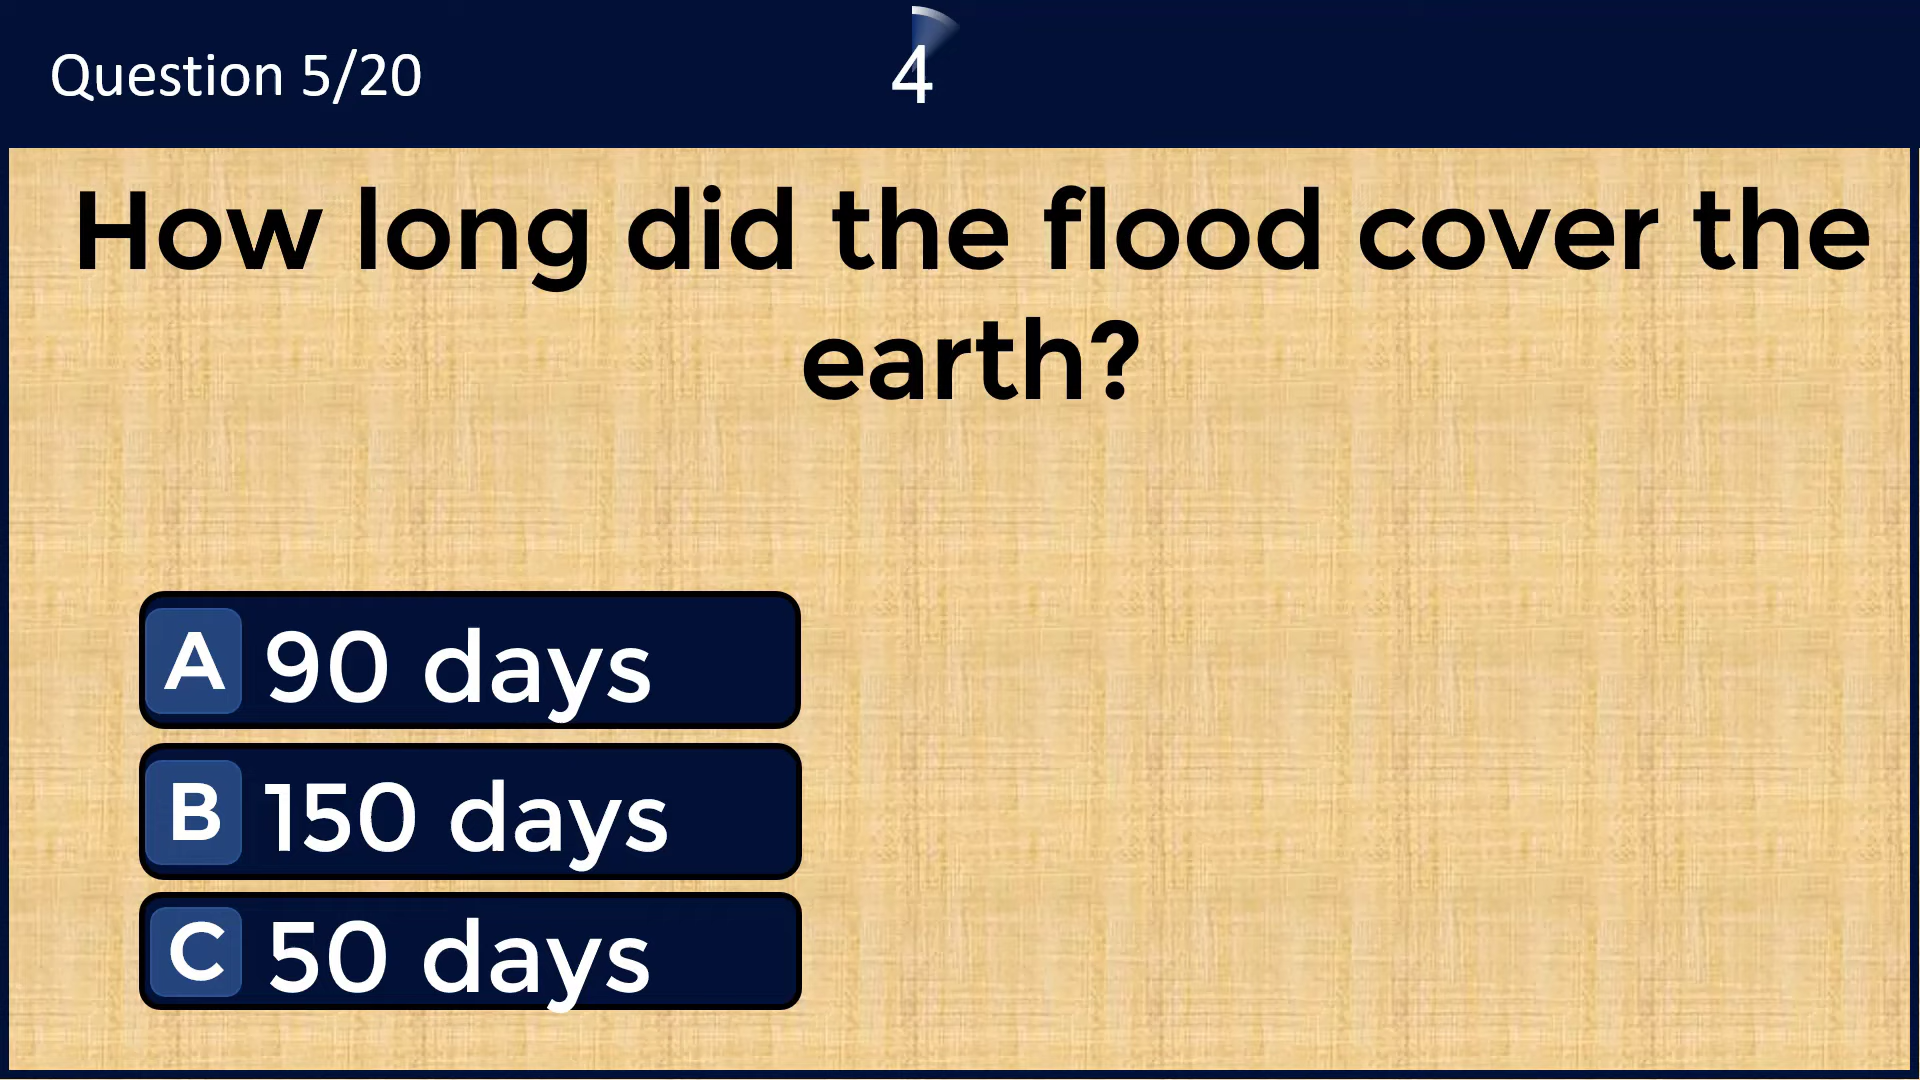 Question 5/20
4
How long did the flood cover the
earth?
A 90 days
B 150 days
C 50 days